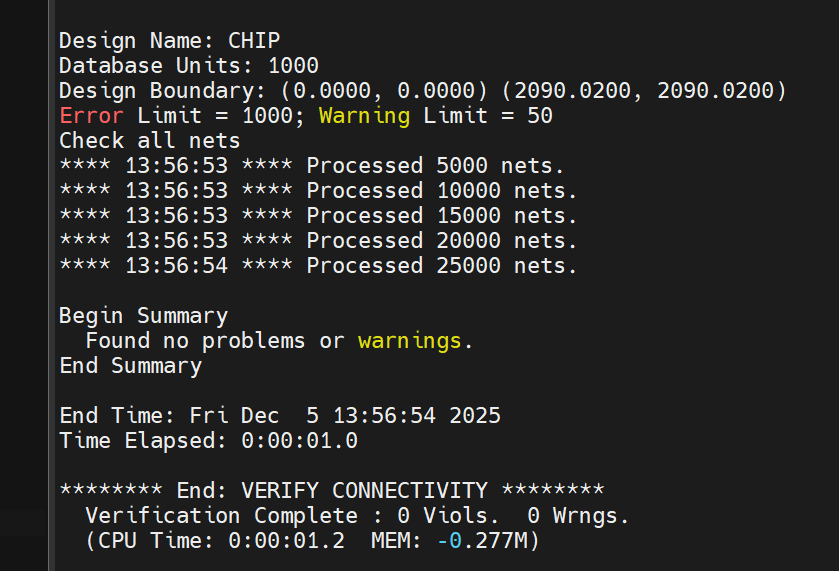 Design Name: CHIP
Database Units: 1000
Design Boundary: (0.0000, 0.0000) (2090.0200, 2090.0200)
Error Limit = 1000; Warning Limit = 50
Check all nets
**** 13:56:53 **** Processed 5000 nets.
**** 13:56:53 **** Processed 10000 nets.
**** 13:56:53 **** Processed 15000 nets.
**** 13:56:53 **** Processed 20000 nets.
**** 13:56:54 **** Processed 25000 nets.
Begin Summary
Found no problems or warnings.
End Summary
End Time: Fri Dec  5 13:56:54 2025
Time Elapsed: 0:00:01.0
******** End: VERIFY CONNECTIVITY ********
Verification Complete : 0 Viols.  0 Wrngs.
(CPU Time: 0:00:01.2  MEM: -0.277M)